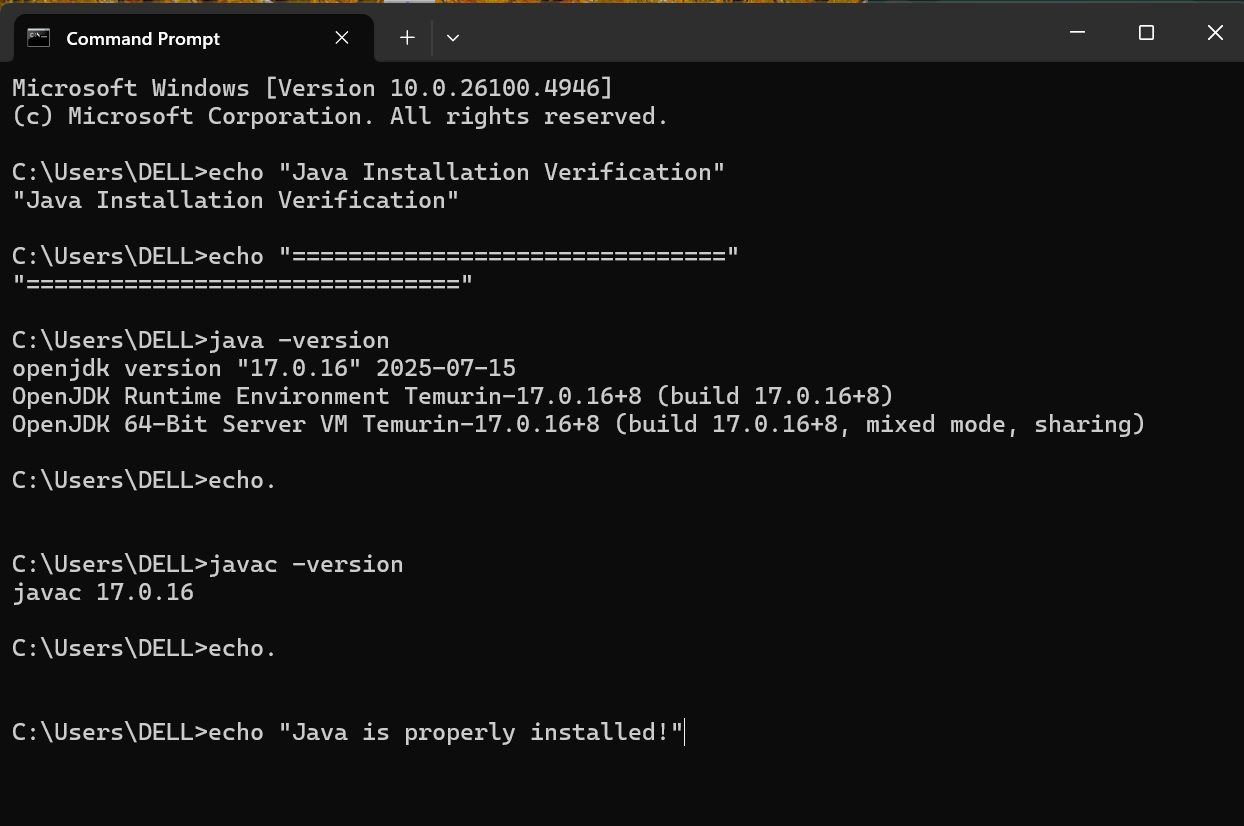 Command Prompt
Microsoft Windows [Version 10.0.26100.4946]
(c) Microsoft Corporation. All rights reserved.
C:\Users\DELL>echo "Java Installation Verification"
"Java Installation Verification"
C:\Users\DELL>echo "==============================="
"==============================="
C:\Users\DELL>java -version
openjdk version "17.0.16" 2025-07-15
OpenJDK Runtime Environment Temurin-17.0.16+8 (build 17.0.16+8)
OpenJDK 64-Bit Server VM Temurin-17.0.16+8 (build 17.0.16+8, mixed mode, sharing)
C:\Users\DELL>echo.
C:\Users\DELL>javac -version
javac 17.0.16
C:\Users\DELL>echo.
C:\Users\DELL>echo "Java is properly installed!"